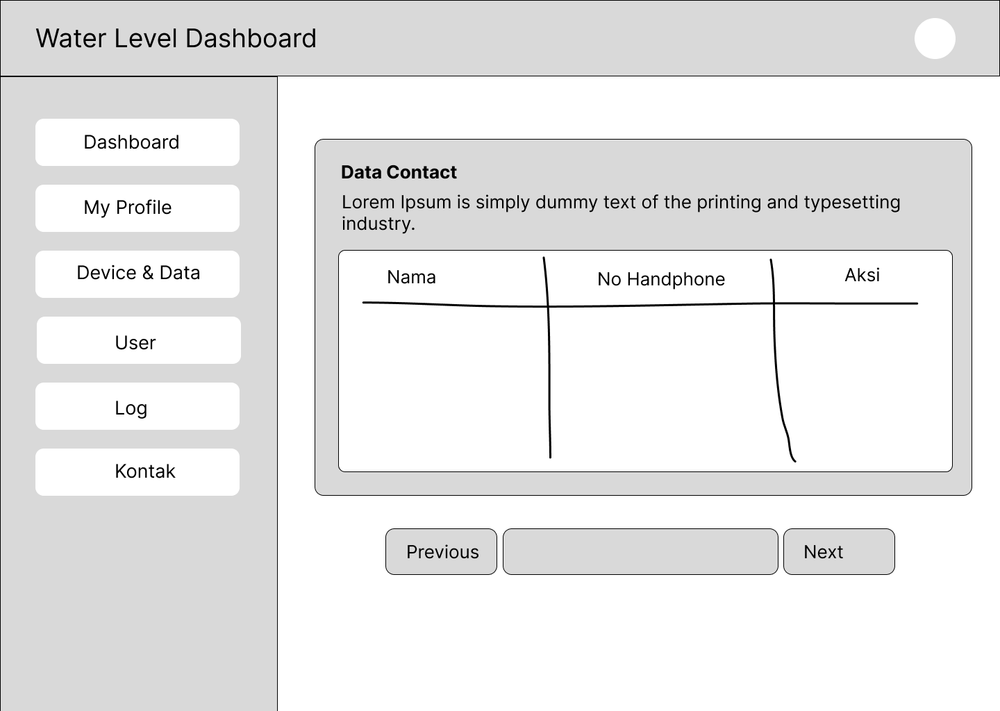 Water Level Dashboard
Dashboard
My Profile
Device & Data
User
Log
Kontak
Data Contact
Lorem Ipsum is simply dummy text of the printing and typesetting
industry.
Nama
No Handphone
Aksi
Previous
Next